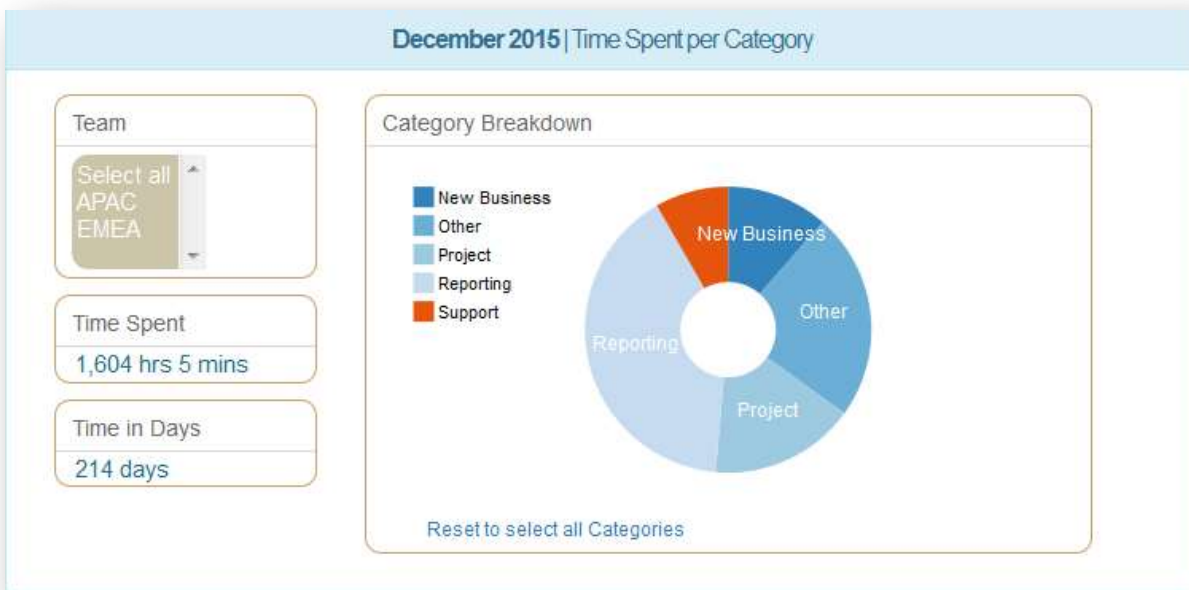 December 2015 | Time Spent per Category
Team
Select all
APAC
EMEA
Time Spent
1,604 hrs 5 mins
Time in Days
214 days
Category Breakdown
New Business
Other
Project
Reporting
Support
New Business
Other
Reporting
Project
Reset to select all Categories